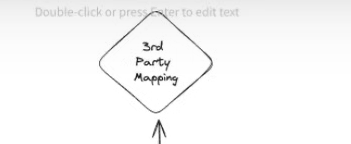 Double-click or press Enter to edit text
3rd
Party
Mapping